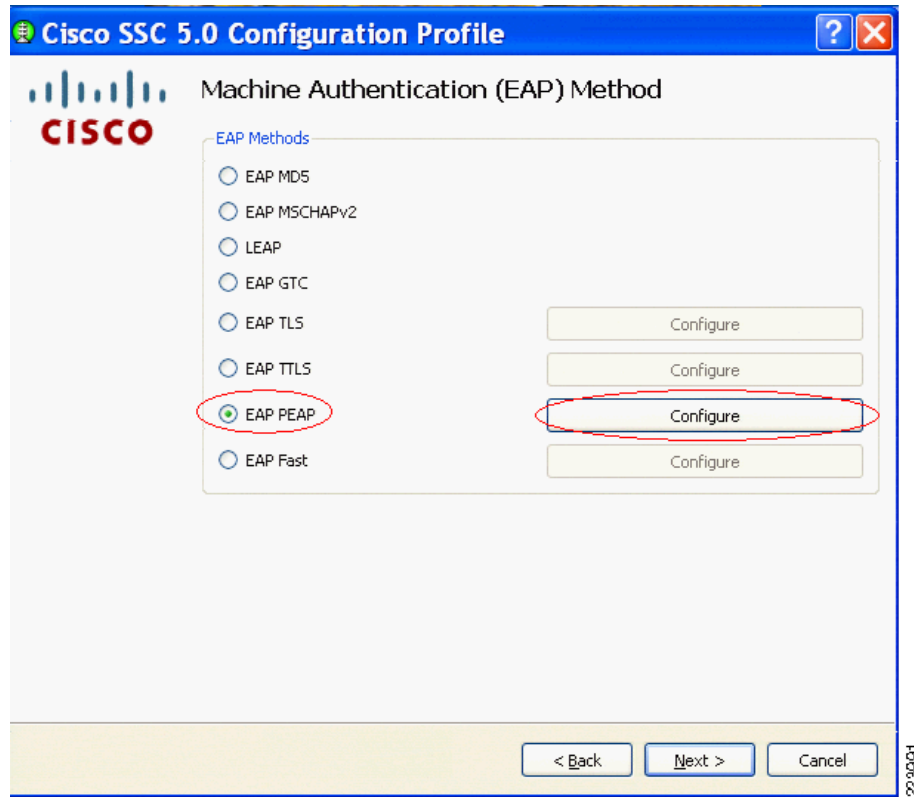 Cisco SSC 5.0 Configuration Profile ?
CISCO
Machine Authentication (EAP) Method
EAP Methods
EAP MD5
EAP MSCHAPv2
LEAP
EAP GTC
EAP TLS Configure
EAP TTLS Configure
EAP PEAP Configure
EAP Fast Configure
< Back Next > Cancel